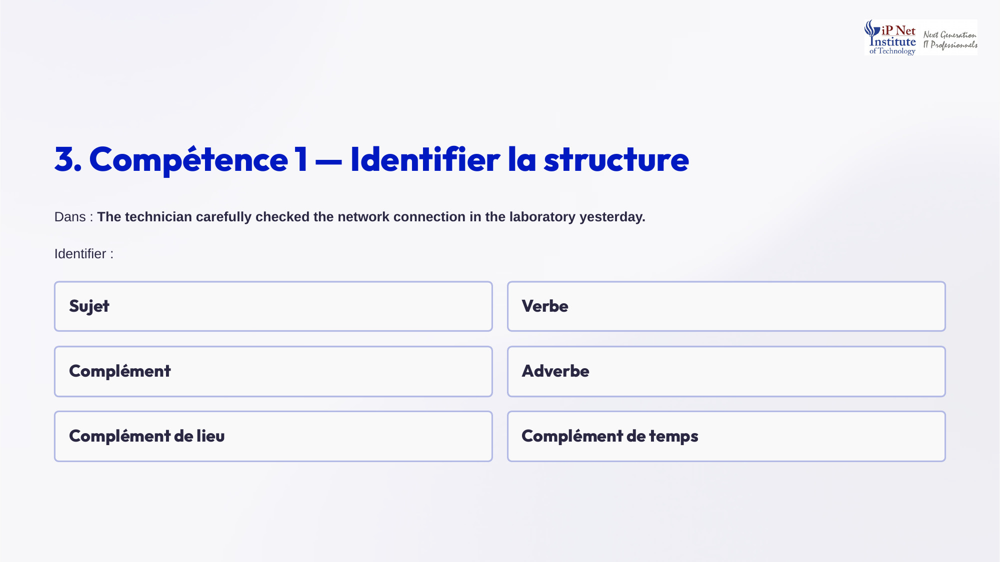 iP Net
Institute
of Technology
Next Generation
IT Professionnels
3. Compétence 1 — Identifier la structure
Dans : The technician carefully checked the network connection in the laboratory yesterday.
Identifier :
Sujet
Verbe
Complément
Adverbe
Complément de lieu
Complément de temps